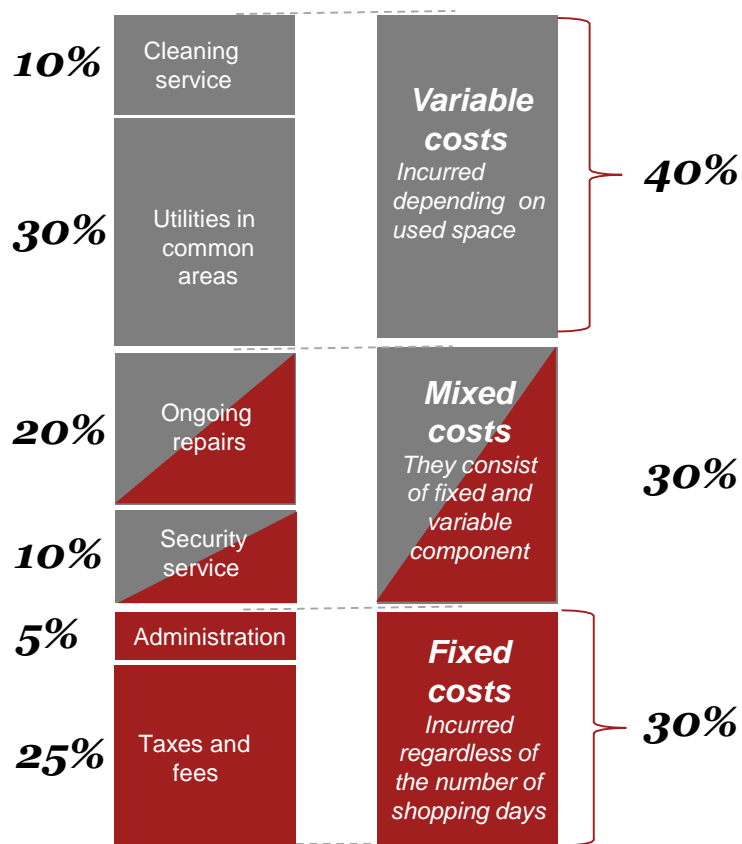 10%
Cleaning
service
30%
Utilities in
common
areas
20%
Ongoing
repairs
10%
Security
service
5%
Administration
25%
Taxes and
fees
Variable
costs
Incurred
depending on
used space
40%
Mixed
costs
They consist
of fixed and
variable
component
30%
Fixed
costs
Incurred
regardless of
the number of
shopping days
30%